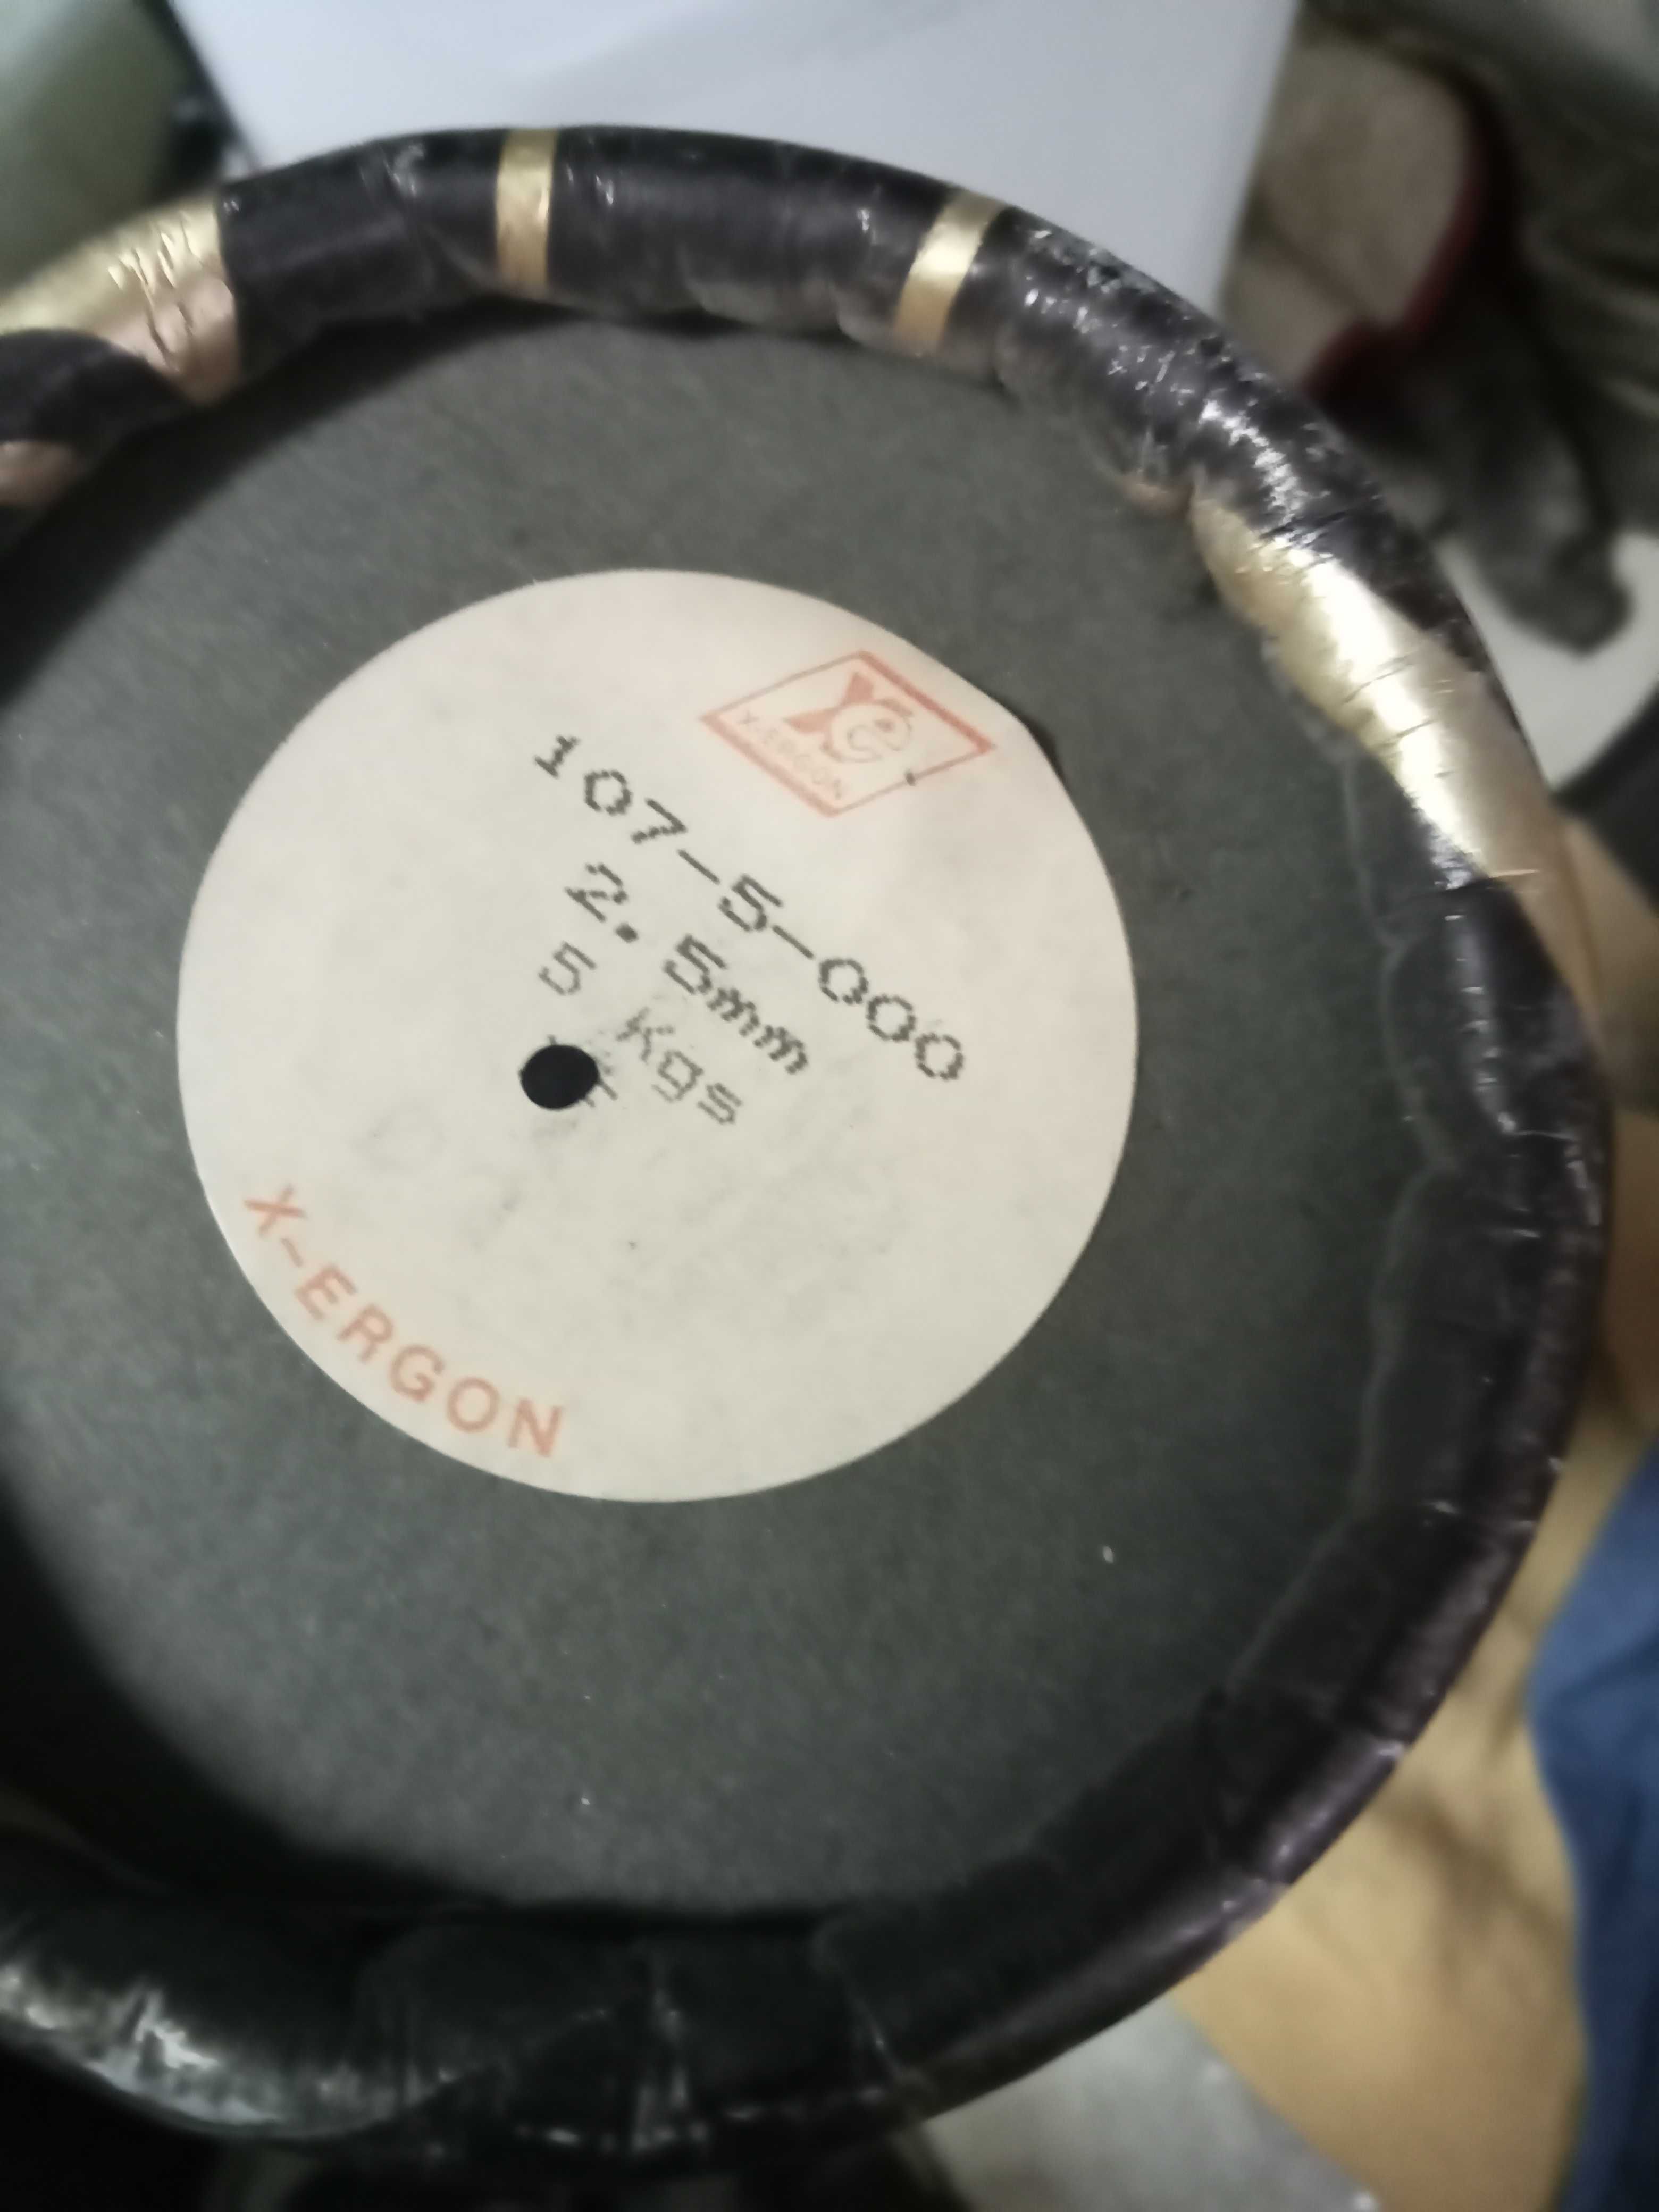 X-ERGON
107-5-000
2.5mm
5 Kgs
X-ERGON